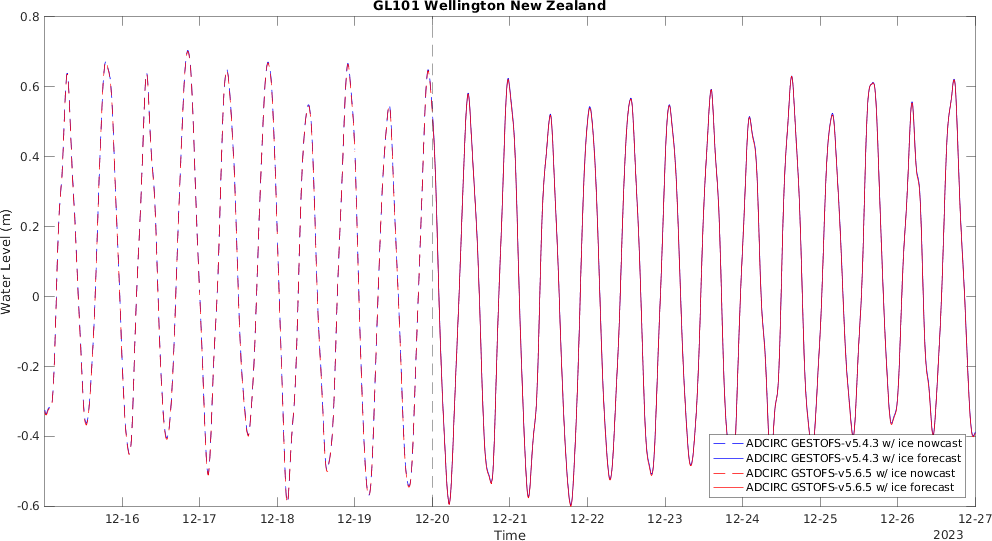 GL101 Wellington New Zealand
0.8
0.6
0.4
0.2
0
-0.2
-0.4
-0.6
Water Level (m)
ADCIRC GESTOFS-v5.4.3 w/ ice nowcast
ADCIRC GESTOFS-v5.4.3 w/ ice forecast
ADCIRC GSTOFS-v5.6.5 w/ ice nowcast
ADCIRC GSTOFS-v5.6.5 w/ ice forecast
12-16 12-17 12-18 12-19 12-20 12-21 12-22 12-23 12-24 12-25 12-26 12-27
Time
2023